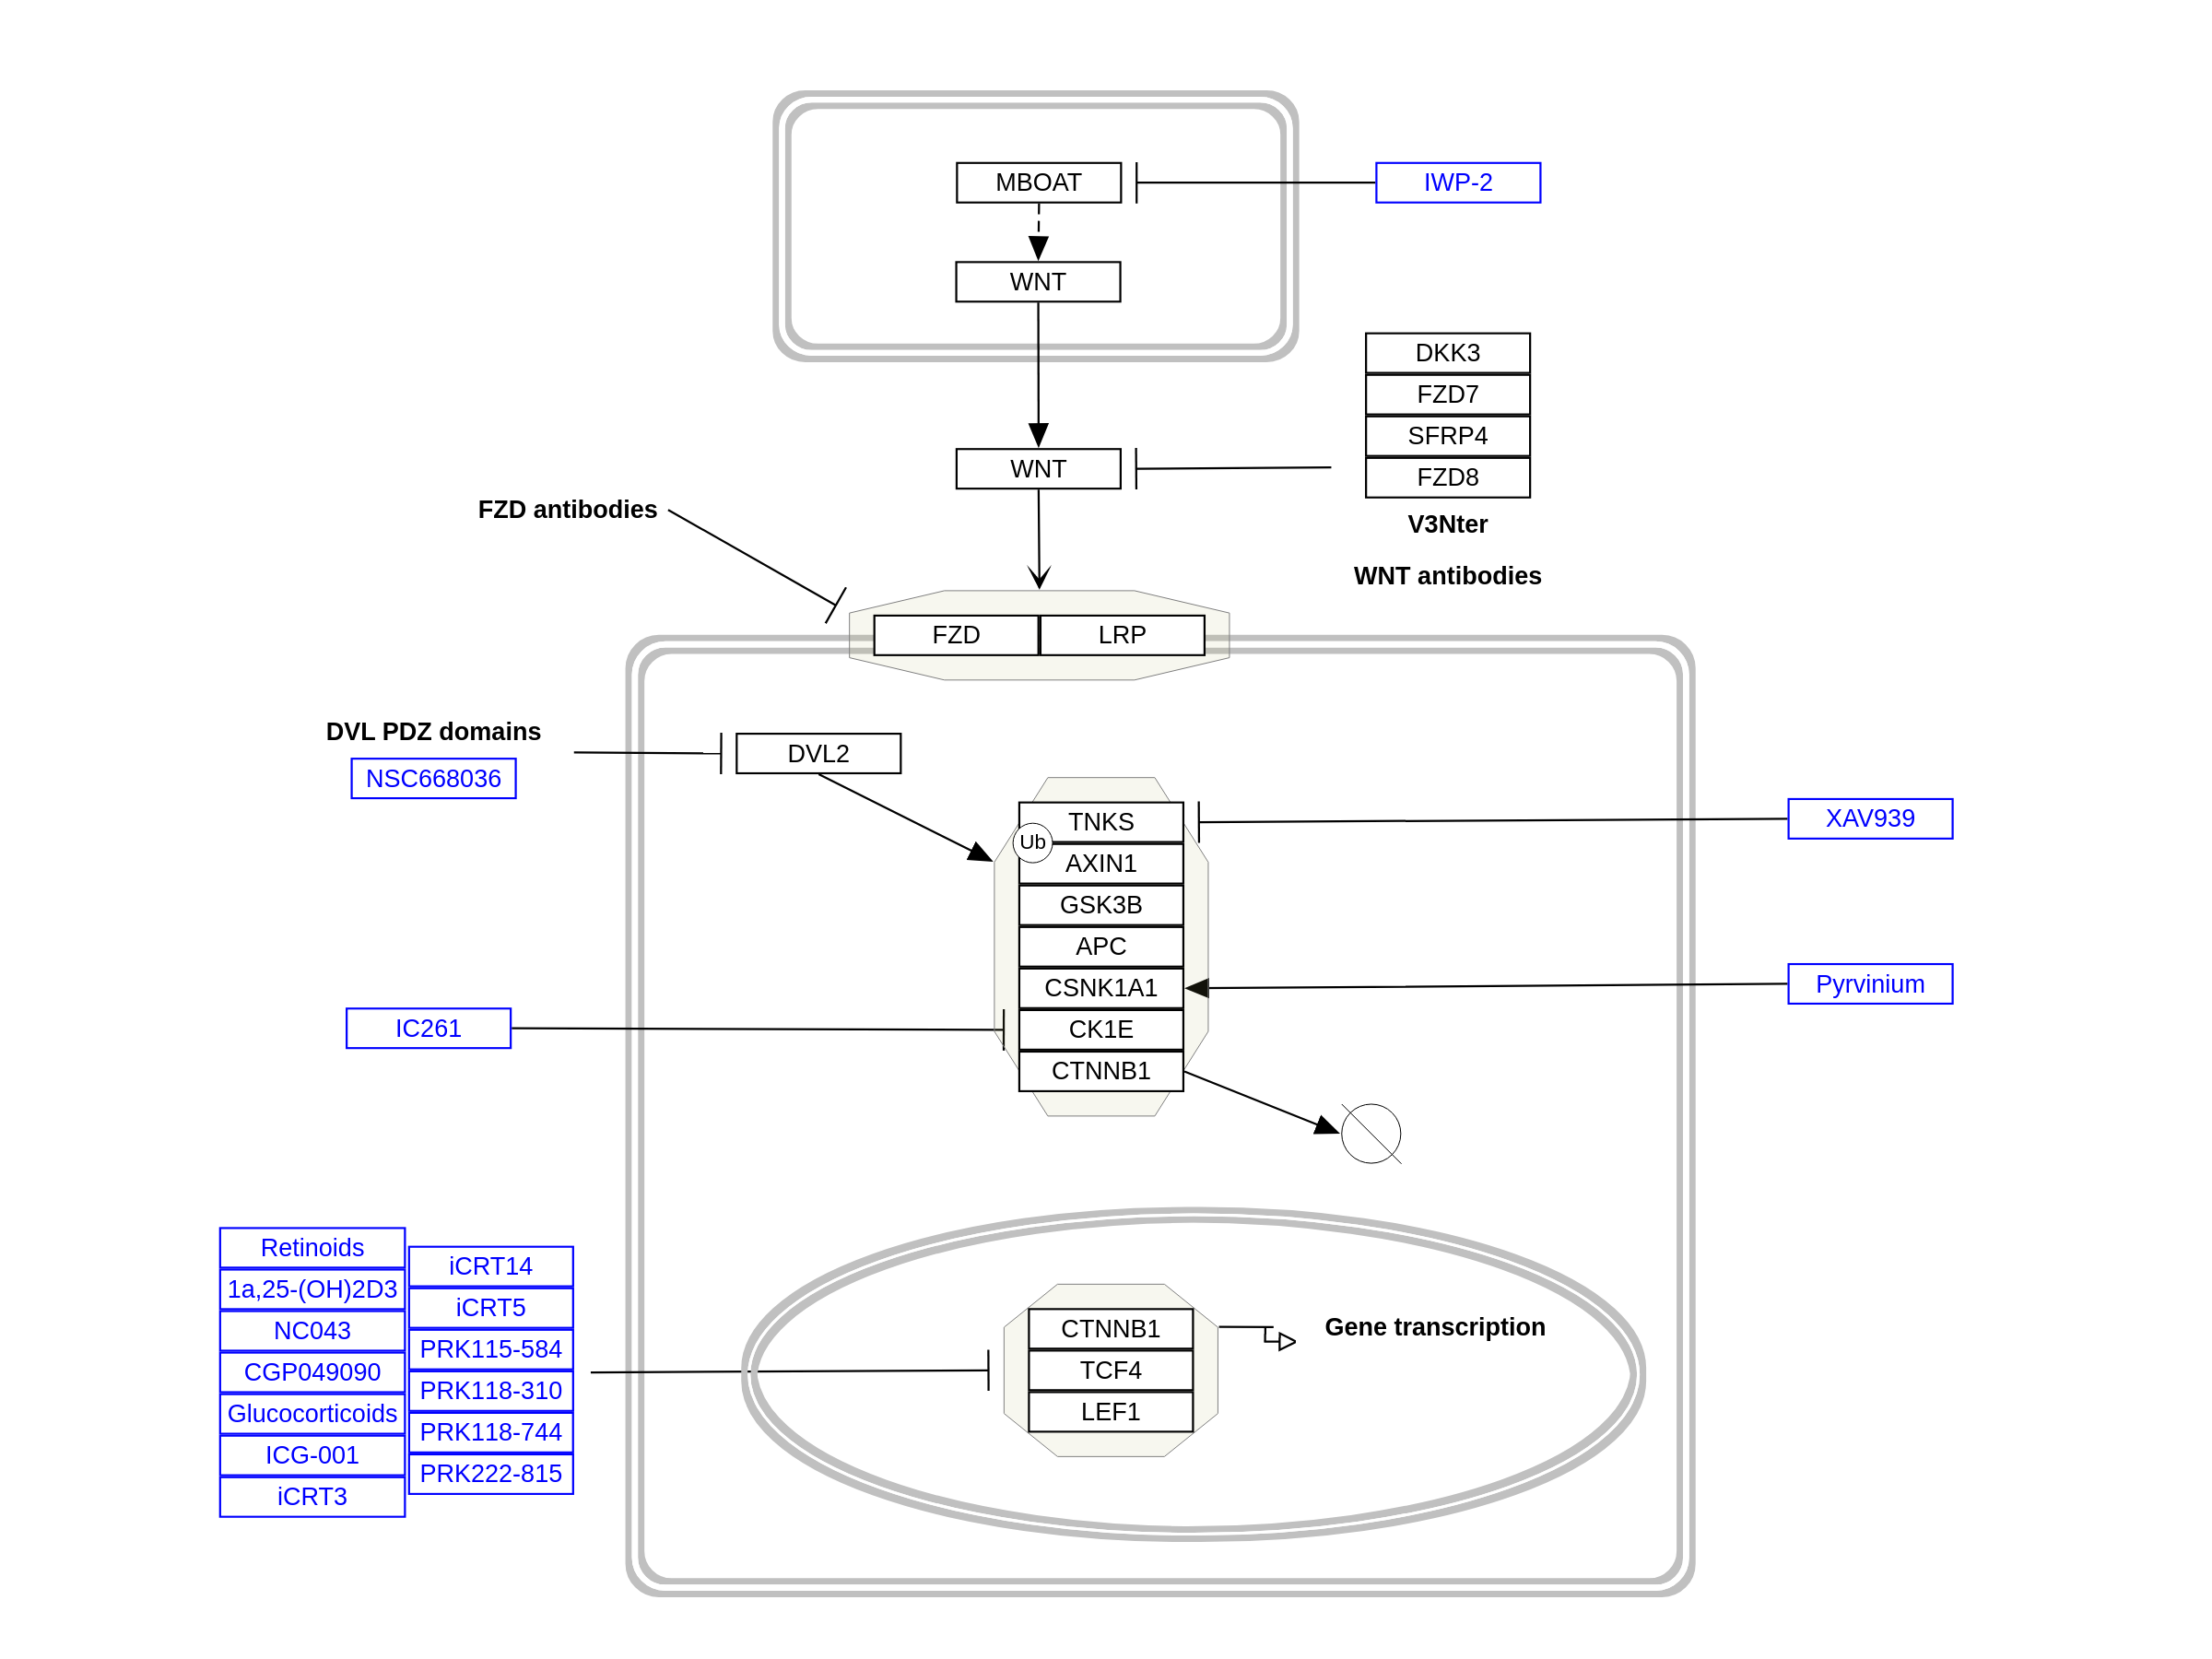 MBOAT
IWP-2
WNT
DKK3
FZD7
SFRP4
FZD8
WNT
V3Nter
FZD antibodies
WNT antibodies
FZD
LRP
DVL PDZ domains
NSC668036
DVL2
TNKS
Ub
AXIN1
GSK3B
APC
CSNK1A1
CK1E
CTNNB1
XAV939
Pyrvinium
IC261
Retinoids
1a,25-(OH)2D3
NC043
CGP049090
Glucocorticoids
ICG-001
iCRT3
iCRT14
iCRT5
PRK115-584
PRK118-310
PRK118-744
PRK222-815
CTNNB1
TCF4
LEF1
Gene transcription